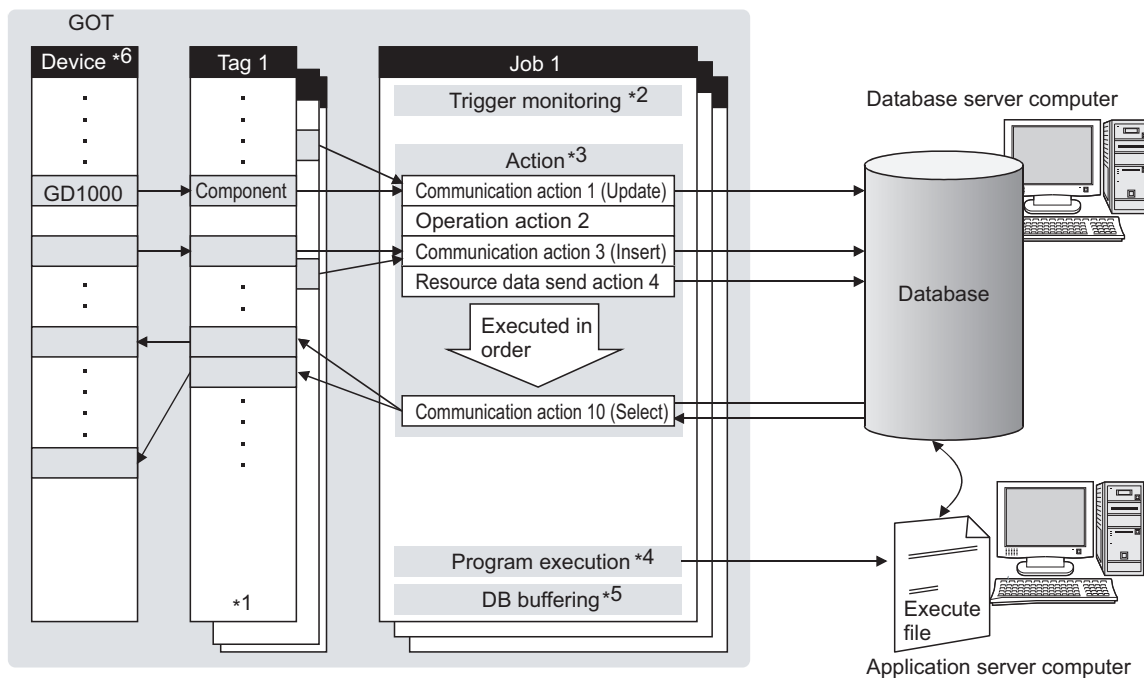 GOT
Device *6
Tag 1
Job 1
Trigger monitoring *2
Database server computer
Action*3
GD1000
Component
Communication action 1 (Update)
Operation action 2
Communication action 3 (Insert)
Resource data send action 4
Database
Executed in
order
Communication action 10 (Select)
Program execution *4
*1
DB buffering*5
Execute
file
Application server computer